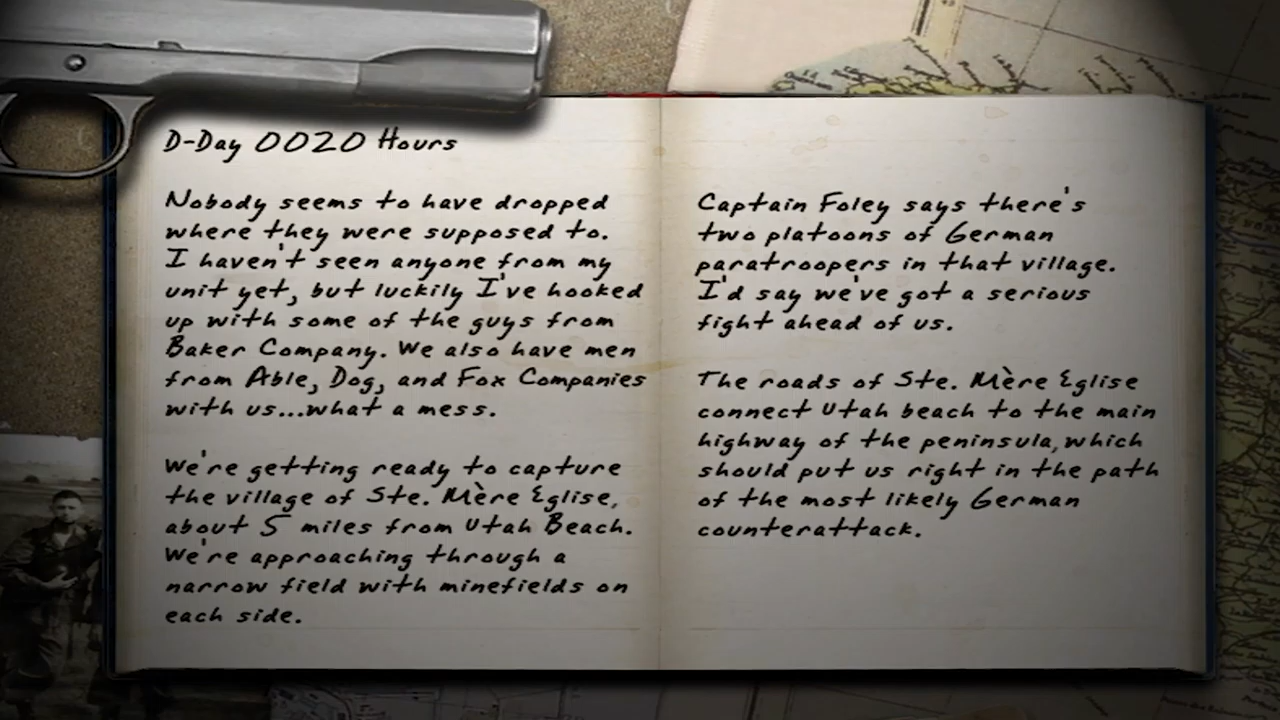 D-Day 0020 Hours
Nobody seems to have dropped
where they were supposed to.
I haven't seen anyone from my
unit yet, but luckily I've hooked
up with some of the guys from
Baker Company. We also have men
from Able, Dog, and Fox Companies
with us...what a mess.
We're getting ready to capture
the village of Ste. Mère Eglise,
about 5 miles from Utah Beach.
We're approaching through a
narrow field with minefields on
each side.
Captain Foley says there's
two platoons of German
paratroopers in that village.
I'd say we've got a serious
fight ahead of us.
The roads of Ste. Mère Eglise
connect Utah beach to the main
highway of the peninsula, which
should put us right in the path
of the most likely German
counterattack.